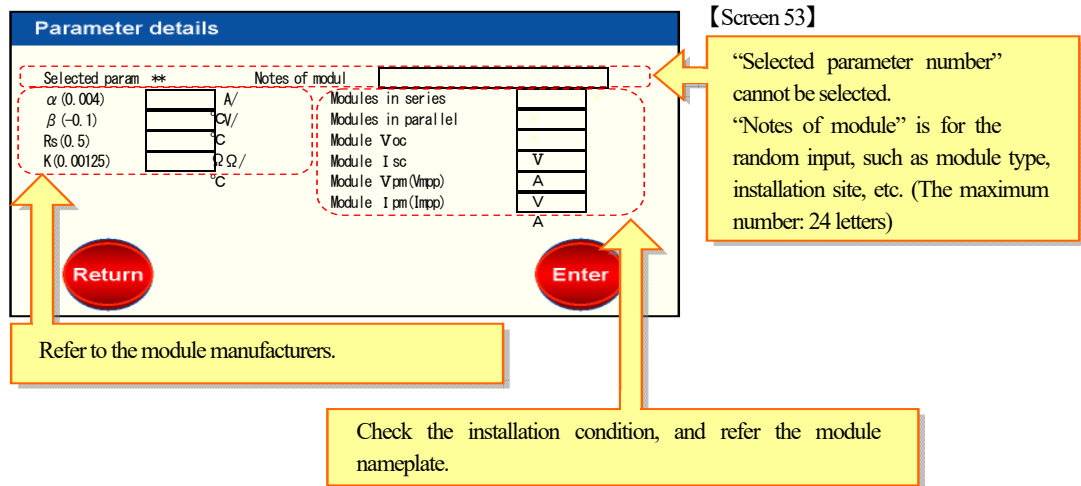 【Screen 53】
Parameter details
Selected param ** Notes of modul
α(0.004) A/
β(-0.1) ℃V/
Rs(0.5) ℃
K(0.00125) ΩΩ/
℃
Modules in series
Modules in parallel
Module Voc
Module Isc V
Module Vpm(Vmpp) A
Module Ipm(Impp) V
A
Return
Enter
“Selected parameter number”
cannot be selected.
“Notes of module” is for the
random input, such as module type,
installation site, etc. (The maximum
number: 24 letters)
Refer to the module manufacturers.
Check the installation condition, and refer the module
nameplate.